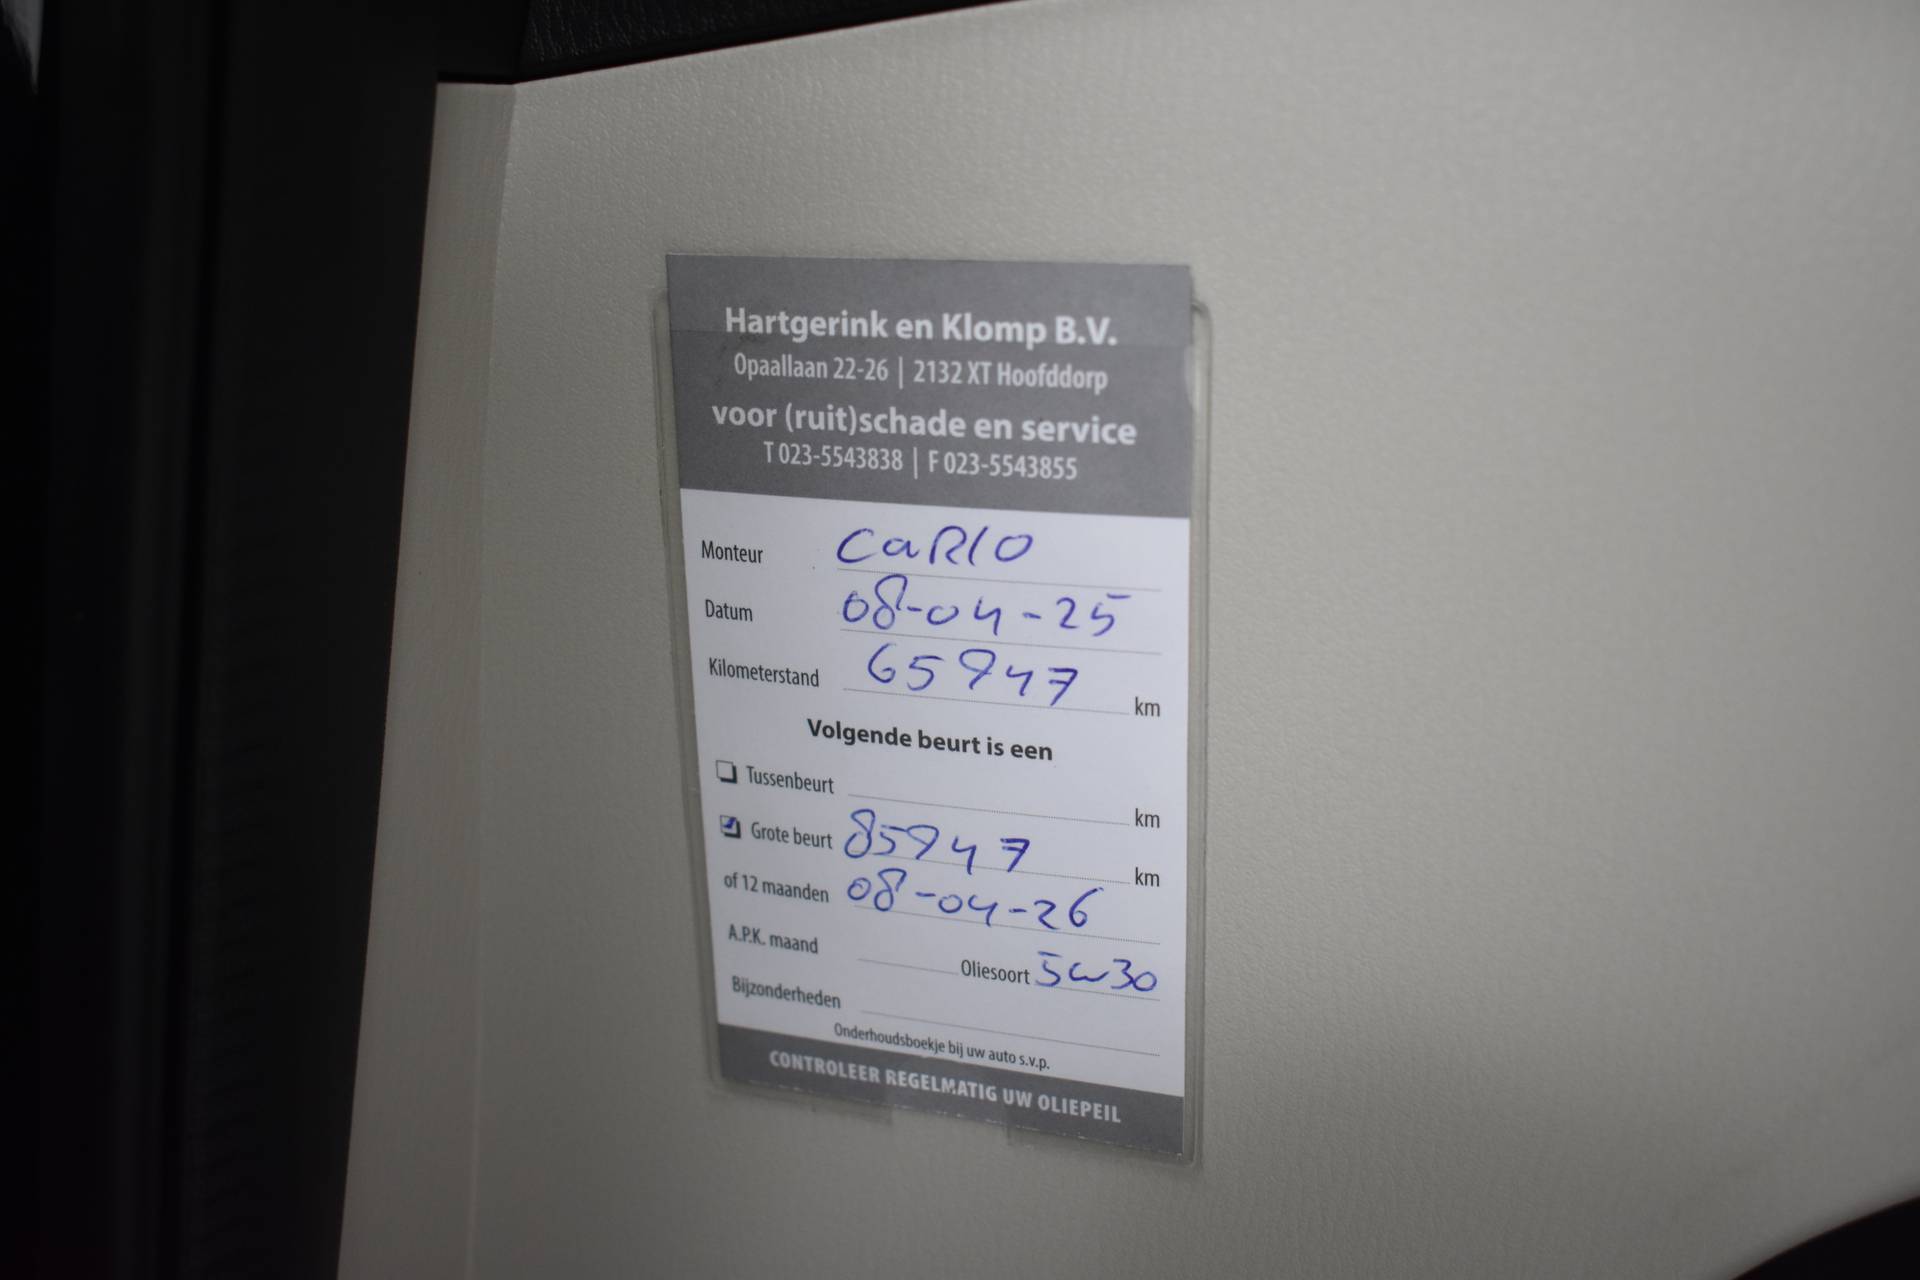 Hartgerink en Klomp B.V.
Opaallaan 22-26 | 2132 XT Hoofddorp
voor (ruit)schade en service
T 023-5543838 | F 023-5543855
Monteur CaRlO
Datum 08-04-25
Kilometerstand 65947 km
Volgende beurt is een
Tussenbeurt km
Grote beurt 85947 km
of 12 maanden 08-04-26
A.P.K. maand Oliesoort 5w30
Bijzonderheden
Onderhoudsboekje bij uw auto s.v.p.
CONTROLEER REGELMATIG UW OLIEPEIL